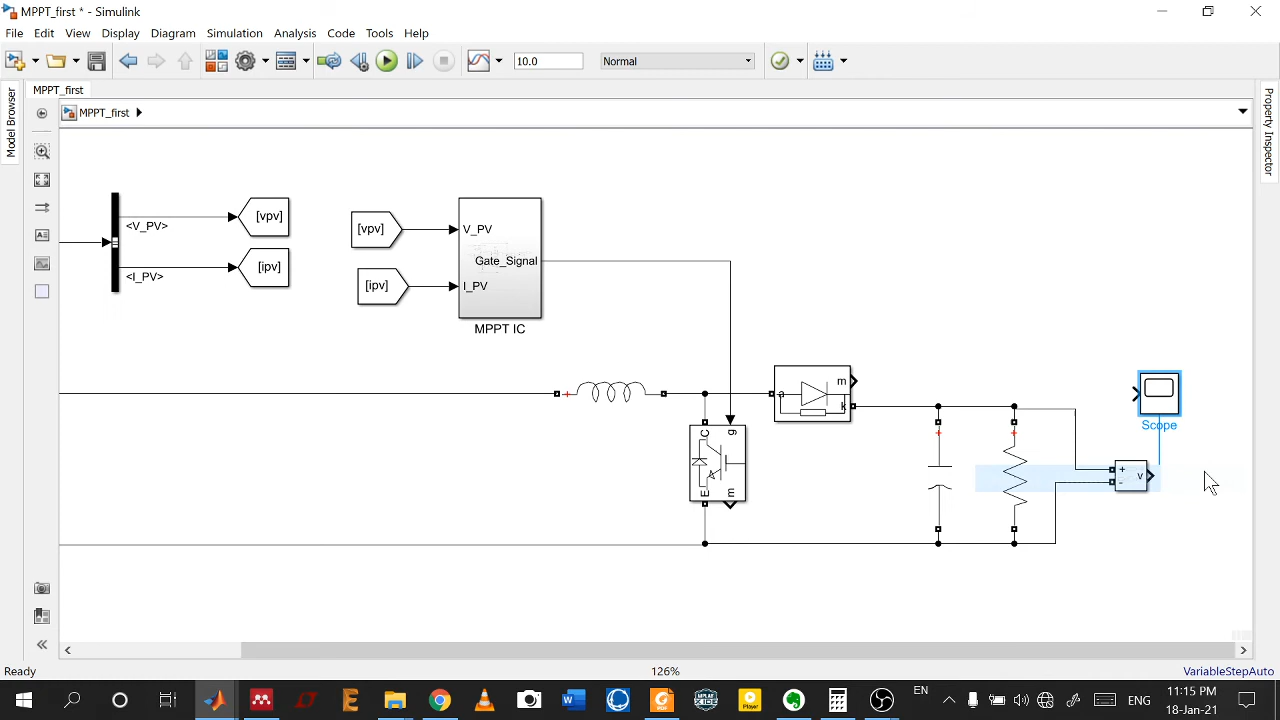 MPPT_first * - Simulink
File Edit View Display Diagram Simulation Analysis Code Tools Help
10.0
Normal
Model Browser
MPPT_first
MPPT_first
Property Inspector
<V_PV>
[vpv]
<I_PV>
[ipv]
[vpv]
[ipv]
V_PV
Gate_Signal
I_PV
MPPT IC
+
C
g
E
m
a
m
k
+
+
+
-
v
Scope
Ready
126%
VariableStepAuto
Player
EN
ENG
11:15 PM
18-Jan-21